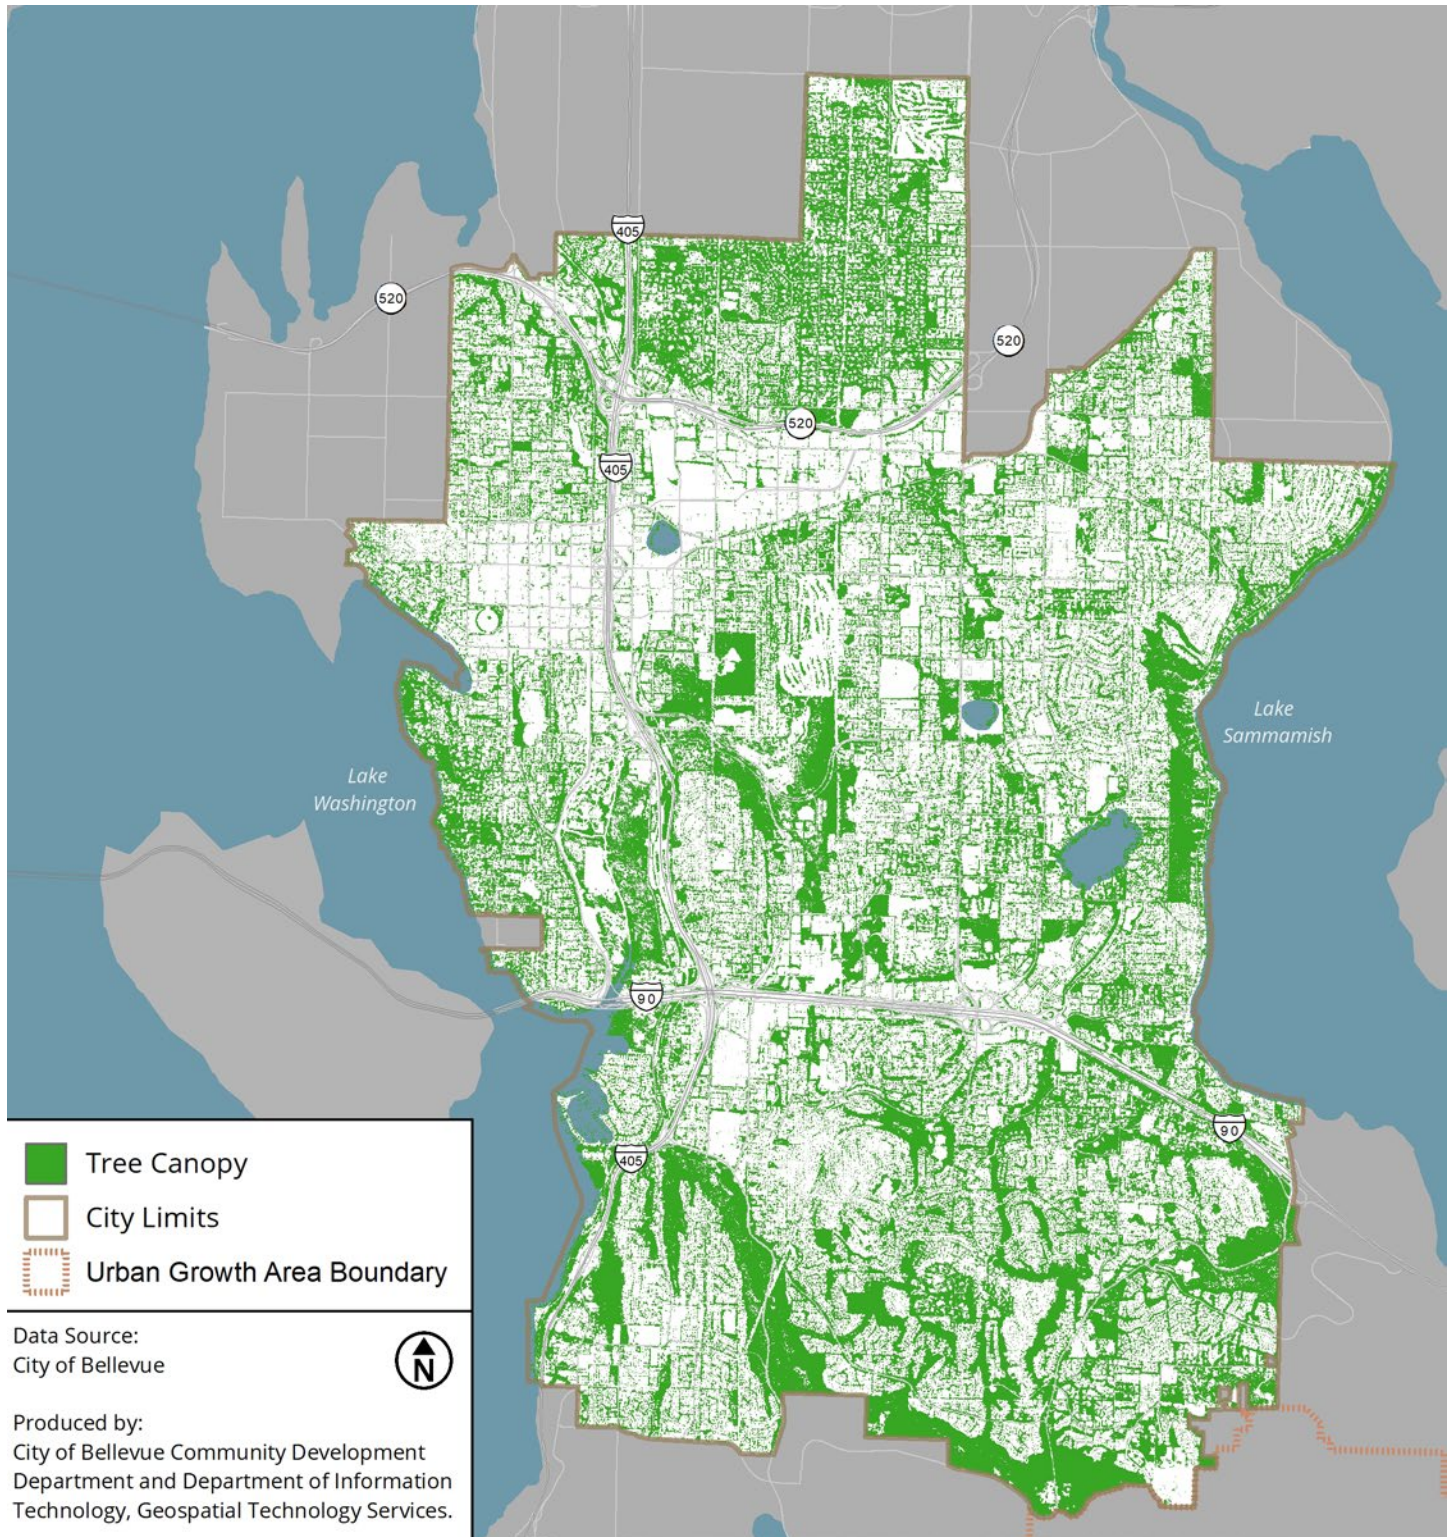 405
520
520
520
405
Lake
Sammamish
Lake
Washington
90
90
405
Tree Canopy
City Limits
Urban Growth Area Boundary
Data Source:
City of Bellevue
N
Produced by:
City of Bellevue Community Development
Department and Department of Information
Technology, Geospatial Technology Services.